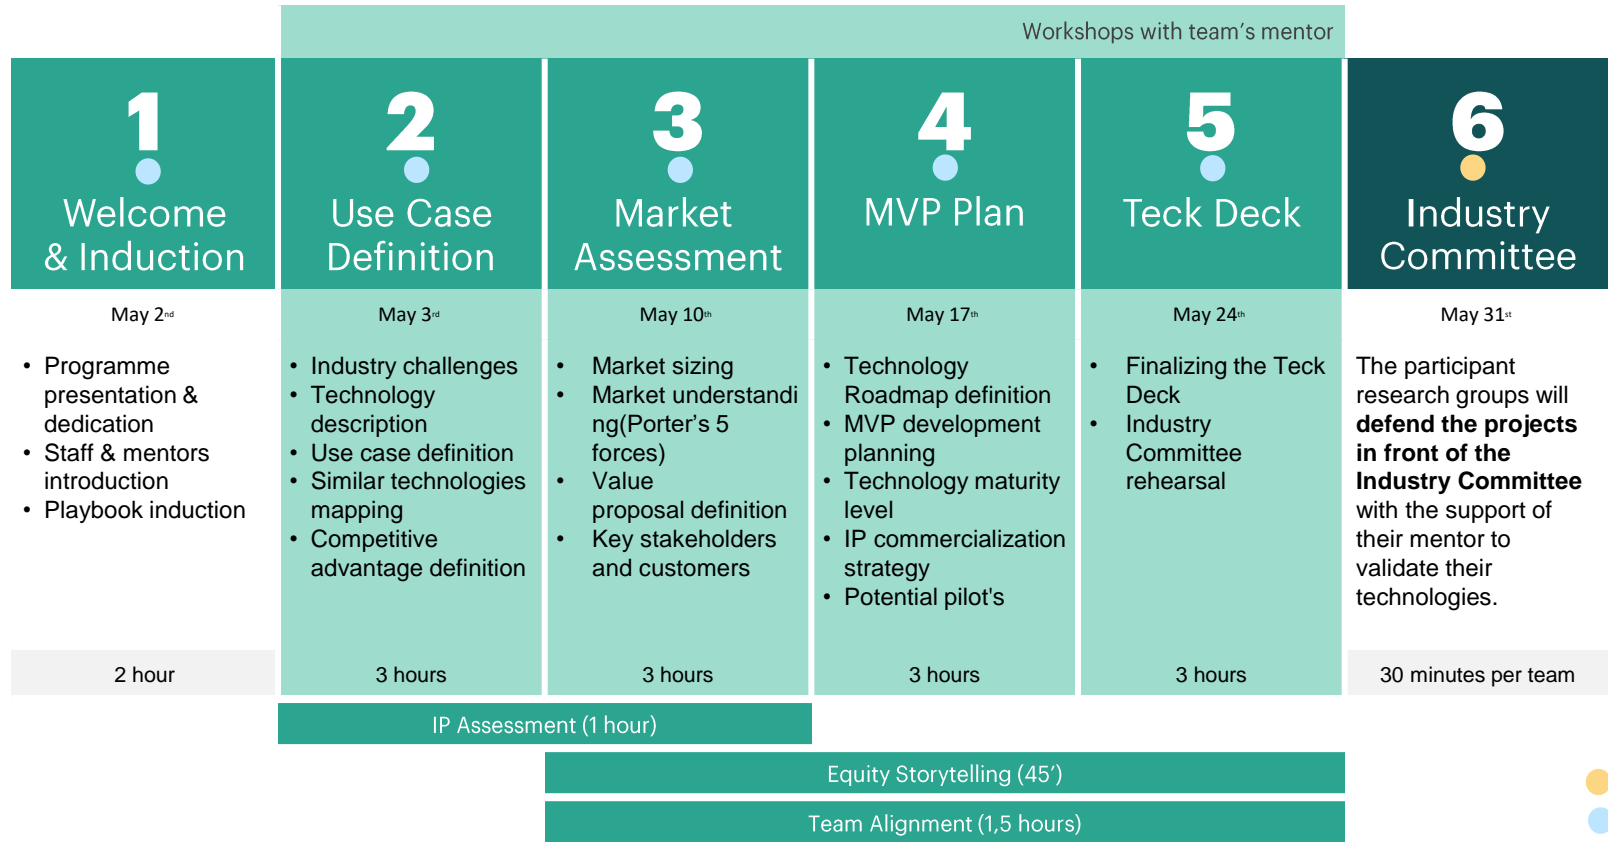 Workshops with team's mentor
1
Welcome
& Induction
May 2nd
• Programme
presentation &
dedication
• Staff & mentors
introduction
• Playbook induction
2 hour
2
Use Case
Definition
May 3rd
• Industry challenges
• Technology
description
• Use case definition
• Similar technologies
mapping
• Competitive
advantage definition
3 hours
3
Market
Assessment
May 10th
• Market sizing
• Market understandi
ng(Porter's 5
forces)
• Value
proposal definition
• Key stakeholders
and customers
3 hours
4
MVP Plan
May 17th
• Technology
Roadmap definition
• MVP development
planning
• Technology maturity
level
• IP commercialization
strategy
• Potential pilot's
3 hours
5
Teck Deck
May 24th
• Finalizing the Teck
Deck
• Industry
Committee
rehearsal
3 hours
6
Industry
Committee
May 31st
The participant
research groups will
defend the projects
in front of the
Industry Committee
with the support of
their mentor to
validate their
technologies.
30 minutes per team
IP Assessment (1 hour)
Equity Storytelling (45')
Team Alignment (1,5 hours)